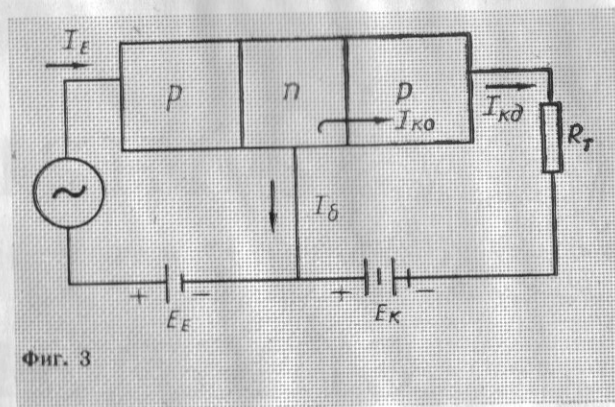 I_E
p n p
I_ко I_кд
R_т
I_б
+ − + −
E_E E_K
Фиг. 3